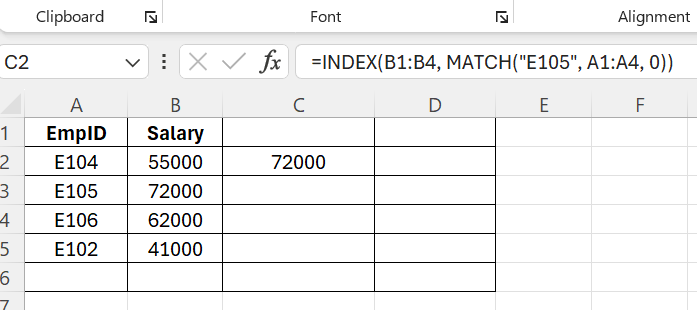 Clipboard Font Alignment
C2 fx =INDEX(B1:B4, MATCH("E105", A1:A4, 0))
A B C D E F
1 EmpID Salary
2 E104 55000 72000
3 E105 72000
4 E106 62000
5 E102 41000
6
7